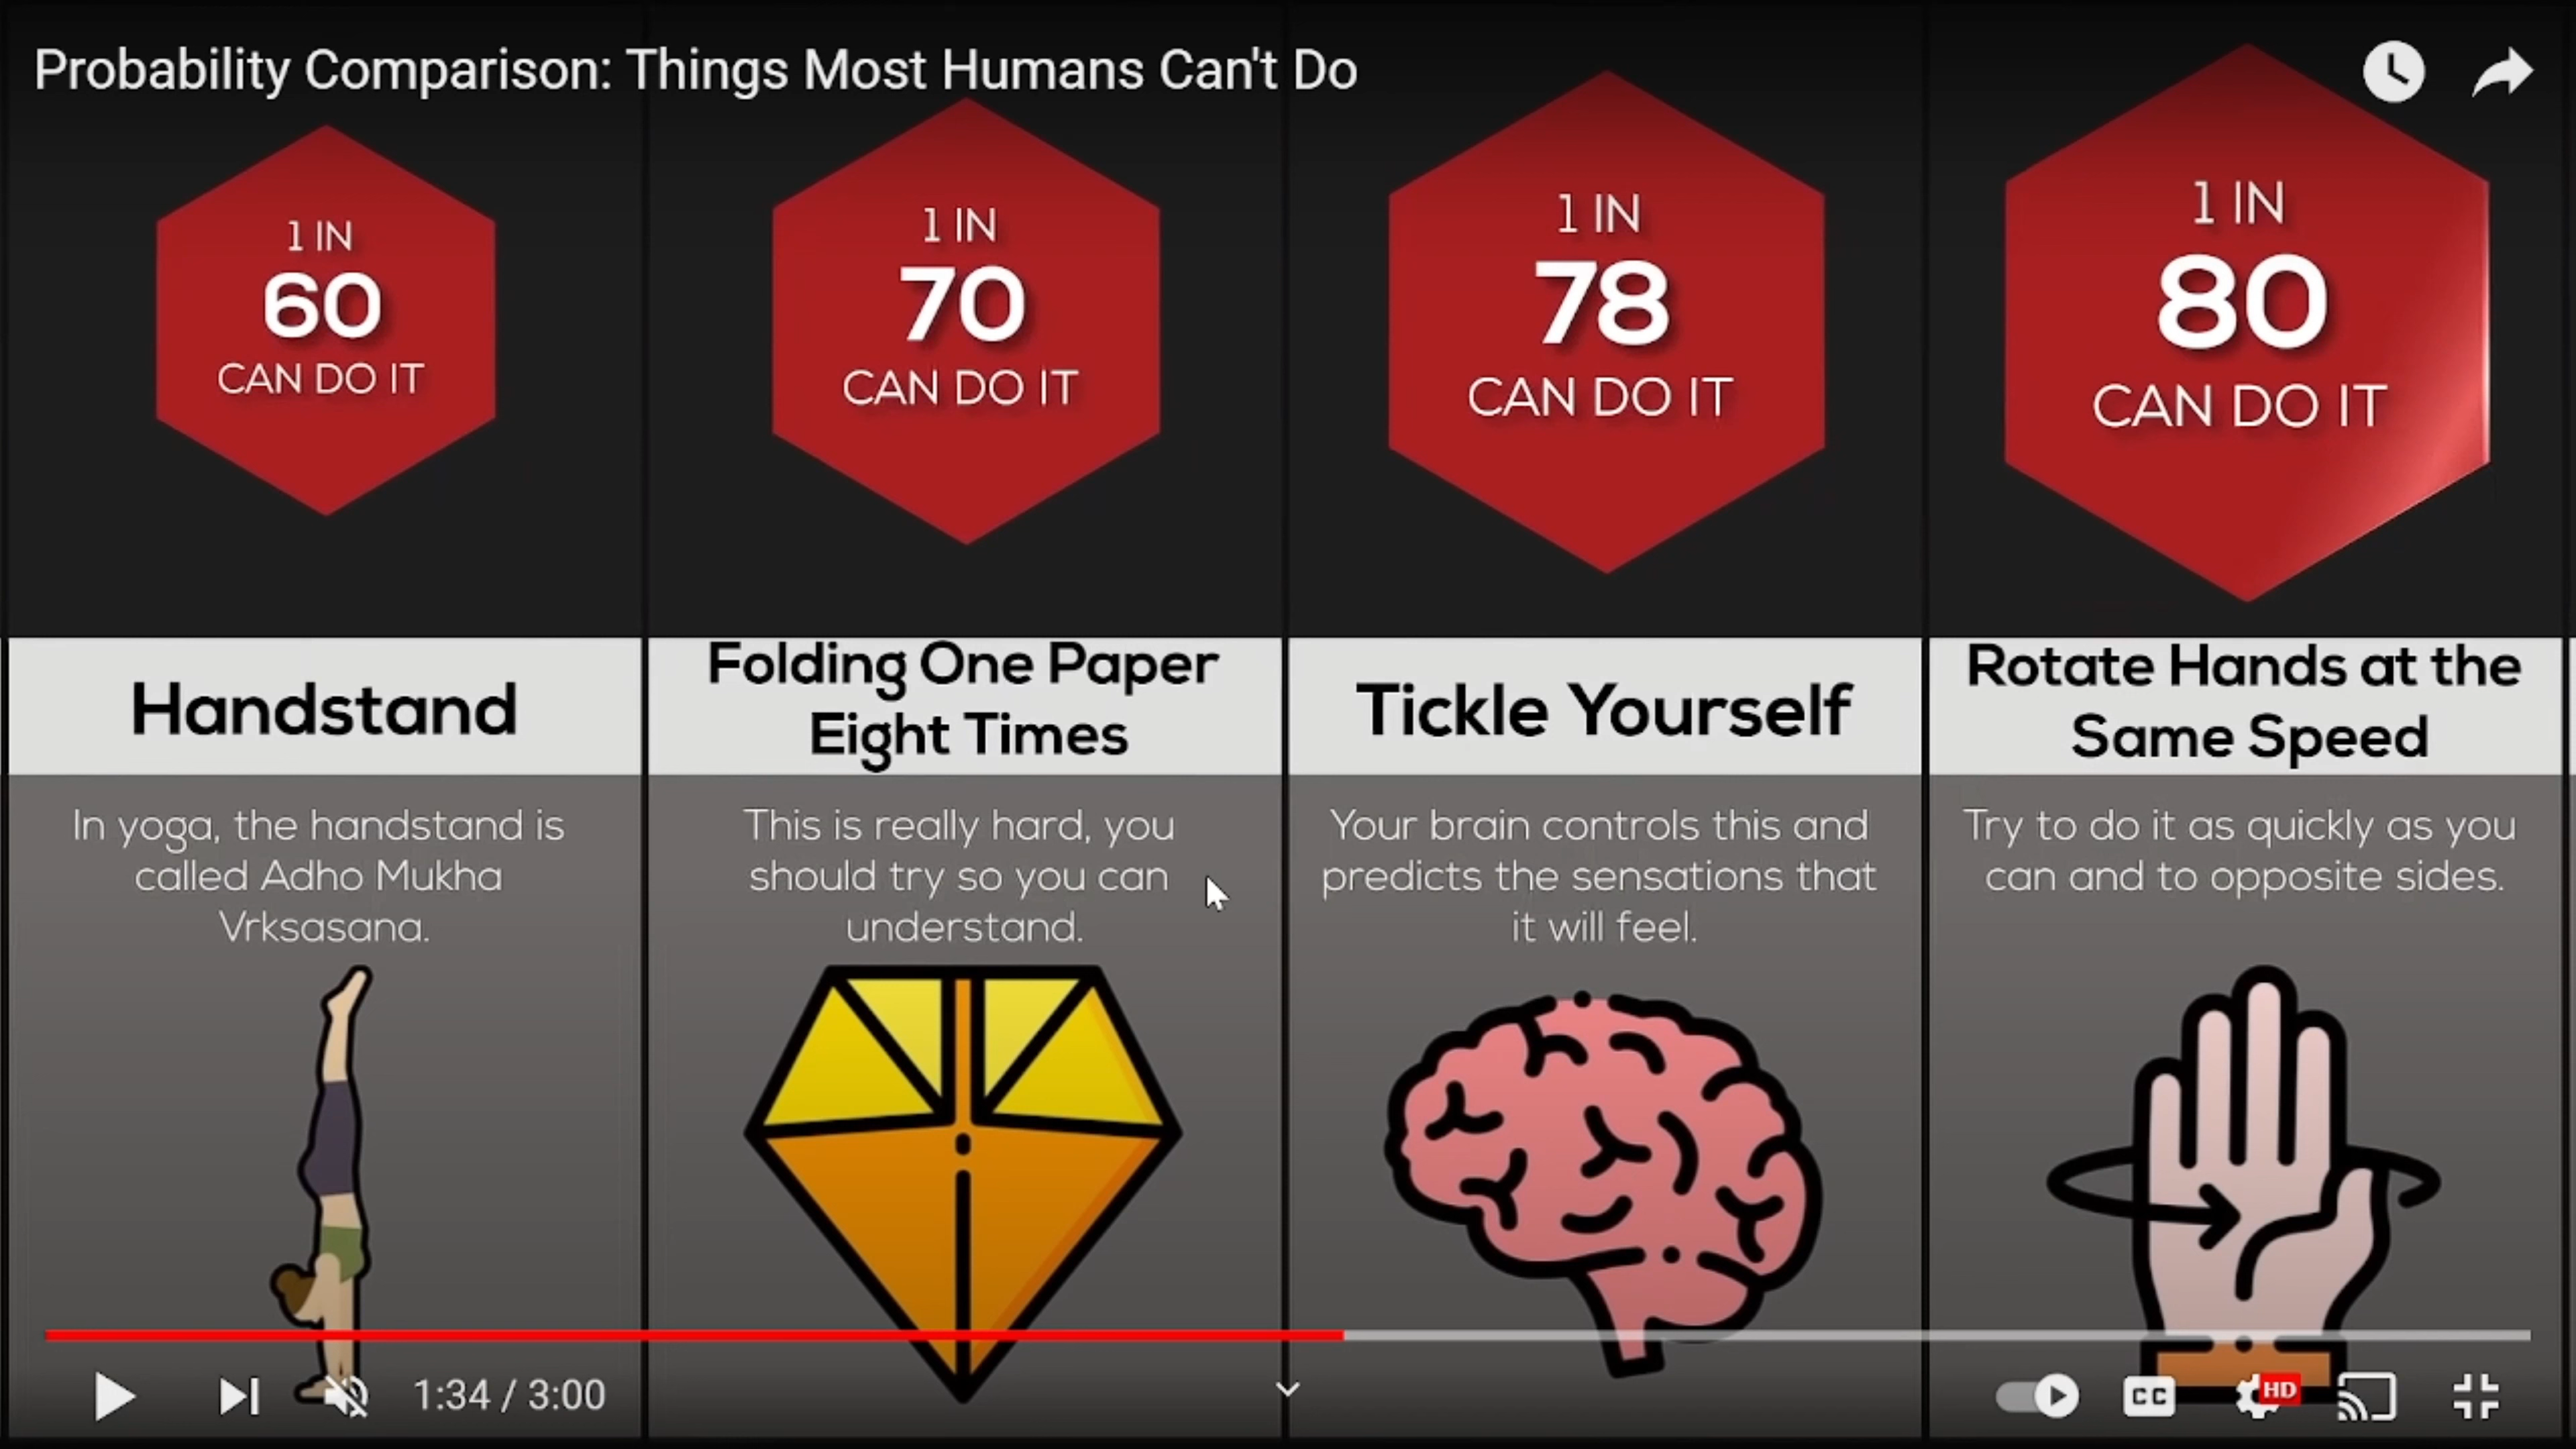 Probability Comparison: Things Most Humans Can't Do
1 IN
60
CAN DO IT
Handstand
In yoga, the handstand is
called Adho Mukha
Vrksasana.
1 IN
70
CAN DO IT
Folding One Paper
Eight Times
This is really hard, you
should try so you can
understand.
1 IN
78
CAN DO IT
Tickle Yourself
Your brain controls this and
predicts the sensations that
it will feel.
1 IN
80
CAN DO IT
Rotate Hands at the
Same Speed
Try to do it as quickly as you
can and to opposite sides.
1:34 / 3:00
CC
HD